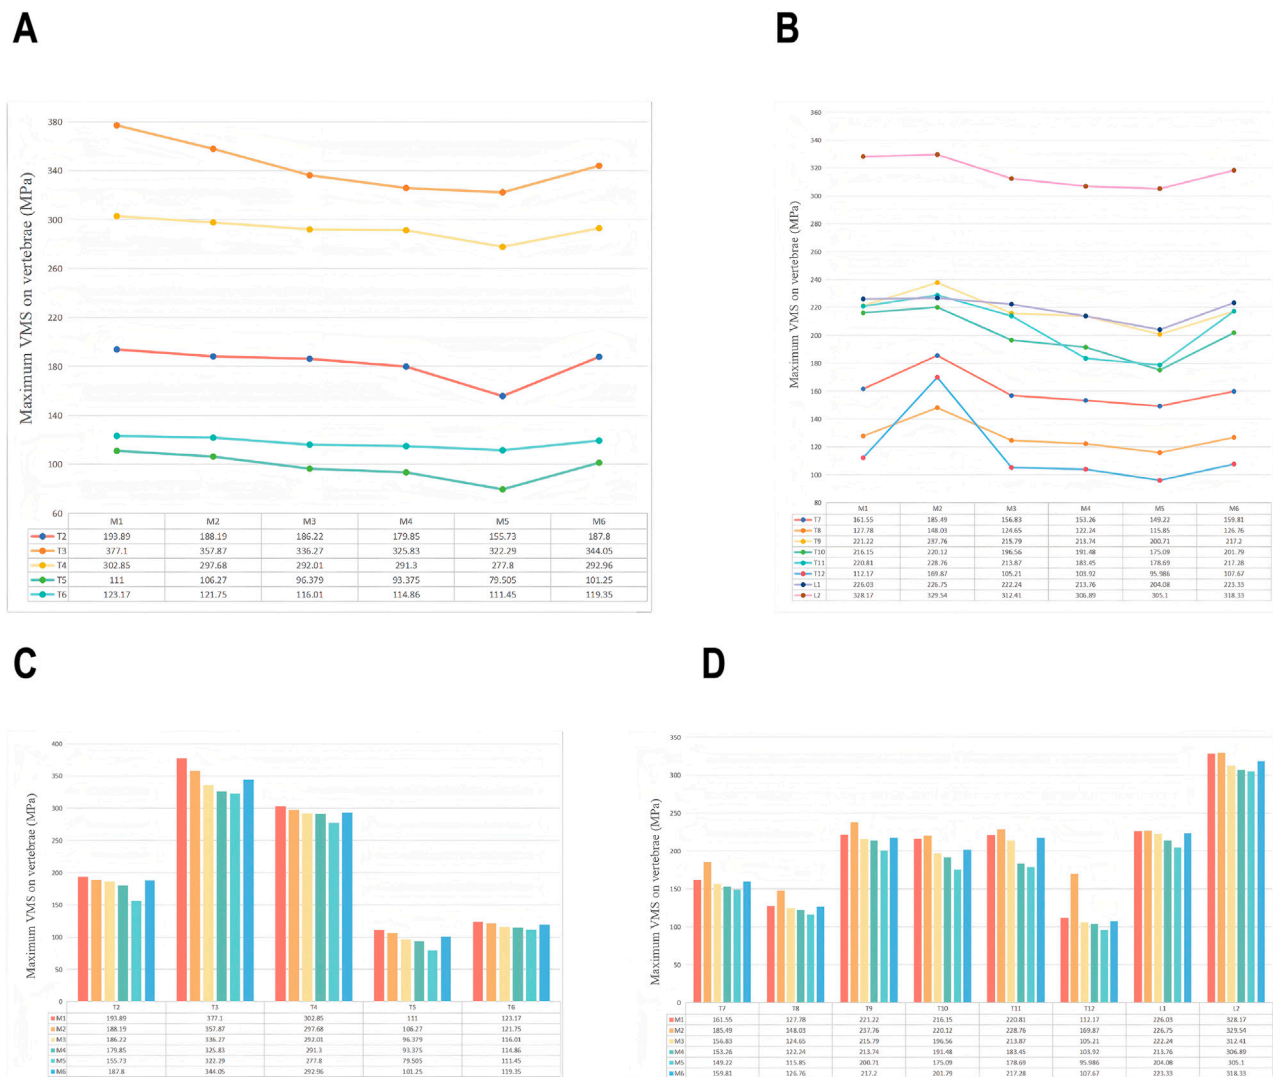 A
B
Maximum VMS on vertebrae (MPa)
380
340
300
260
220
180
140
100
60
M1 M2 M3 M4 M5 M6
T2 193.89 188.19 186.22 179.85 155.73 187.8
T3 377.1 357.87 336.27 325.83 322.29 344.05
T4 302.85 297.68 292.01 291.3 277.8 292.96
T5 111 106.27 96.379 93.375 79.505 101.25
T6 123.17 121.75 116.01 114.86 111.45 119.35
Maximum VMS on vertebrae (MPa)
360
340
320
300
280
260
240
220
200
180
160
140
120
100
80
M1 M2 M3 M4 M5 M6
T7 161.55 185.49 156.83 153.26 149.22 159.81
T8 127.78 148.03 124.65 122.24 115.85 126.76
T9 221.22 237.76 215.79 213.74 200.71 217.2
T10 216.15 220.12 196.56 191.48 175.09 201.79
T11 220.81 228.76 213.87 183.45 178.69 217.28
T12 112.17 169.87 105.21 103.92 95.986 107.67
L1 226.03 226.75 222.24 213.76 204.08 223.33
L2 328.17 329.54 312.41 306.89 305.1 318.33
C
D
Maximum VMS on vertebrae (MPa)
400
350
300
250
200
150
100
50
0
T2 T3 T4 T5 T6
M1 193.89 377.1 302.85 111 123.17
M2 188.19 357.87 297.68 106.27 121.75
M3 186.22 336.27 292.01 96.379 116.01
M4 179.85 325.83 291.3 93.375 114.86
M5 155.73 322.29 277.8 79.505 111.45
M6 187.8 344.05 292.96 101.25 119.35
Maximum VMS on vertebrae (MPa)
350
300
250
200
150
100
50
0
T7 T8 T9 T10 T11 T12 L1 L2
M1 161.55 127.78 221.22 216.15 220.81 112.17 226.03 328.17
M2 185.49 148.03 237.76 220.12 228.76 169.87 226.75 329.54
M3 156.83 124.65 215.79 196.56 213.87 105.21 222.24 312.41
M4 153.26 122.24 213.74 191.48 183.45 103.92 213.76 306.89
M5 149.22 115.85 200.71 175.09 178.69 95.986 204.08 305.1
M6 159.81 126.76 217.2 201.79 217.28 107.67 223.33 318.33